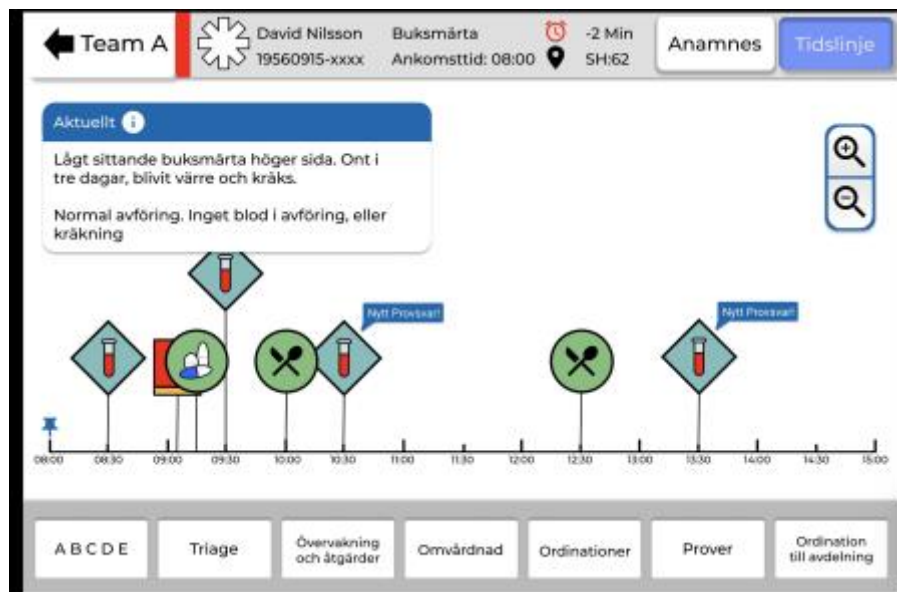 Team A
David Nilsson
19560915-xxxx
Buksmärta
Ankomsttid: 08:00
-2 Min
SH:62
Anamnes
Tidslinje
Aktuellt i
Lågt sittande buksmärta höger sida. Ont i
tre dagar, blivit värre och kräks.
Normal avföring. Inget blod i avföring, eller
kräkning
Nytt Provsvar!
Nytt Provsvar!
08:00 08:30 09:00 09:30 10:00 10:30 11:00 11:30 12:00 12:30 13:00 13:30 14:00 14:30 15:00
A B C D E
Triage
Övervakning
och åtgärder
Omvårdnad
Ordinationer
Prover
Ordination
till avdelning